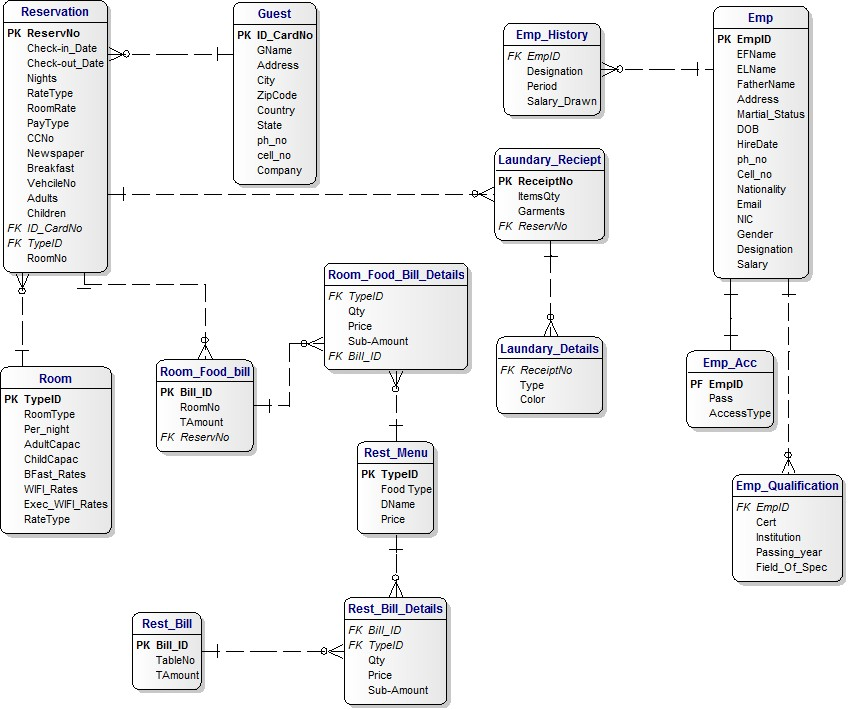 Reservation
PK ReservNo
Check-in_Date
Check-out_Date
Nights
RateType
RoomRate
PayType
CCNo
Newspaper
Breakfast
VehcileNo
Adults
Children
FK ID_CardNo
FK TypeID
RoomNo
Guest
PK ID_CardNo
GName
Address
City
ZipCode
Country
State
ph_no
cell_no
Company
Emp_History
FK EmpID
Designation
Period
Salary_Drawn
Emp
PK EmpID
EFName
ELName
FatherName
Address
Martial_Status
DOB
HireDate
ph_no
Cell_no
Nationality
Email
NIC
Gender
Designation
Salary
Laundary_Reciept
PK ReceiptNo
ItemsQty
Garments
FK ReservNo
Room_Food_Bill_Details
FK TypeID
Qty
Price
Sub-Amount
FK Bill_ID
Laundary_Details
FK ReceiptNo
Type
Color
Emp_Acc
PF EmpID
Pass
AccessType
Room
PK TypeID
RoomType
Per_night
AdultCapac
ChildCapac
BFast_Rates
WIFI_Rates
Exec_WIFI_Rates
RateType
Room_Food_bill
PK Bill_ID
RoomNo
TAmount
FK ReservNo
Rest_Menu
PK TypeID
Food Type
DName
Price
Emp_Qualification
FK EmpID
Cert
Institution
Passing_year
Field_Of_Spec
Rest_Bill
PK Bill_ID
TableNo
TAmount
Rest_Bill_Details
FK Bill_ID
FK TypeID
Qty
Price
Sub-Amount